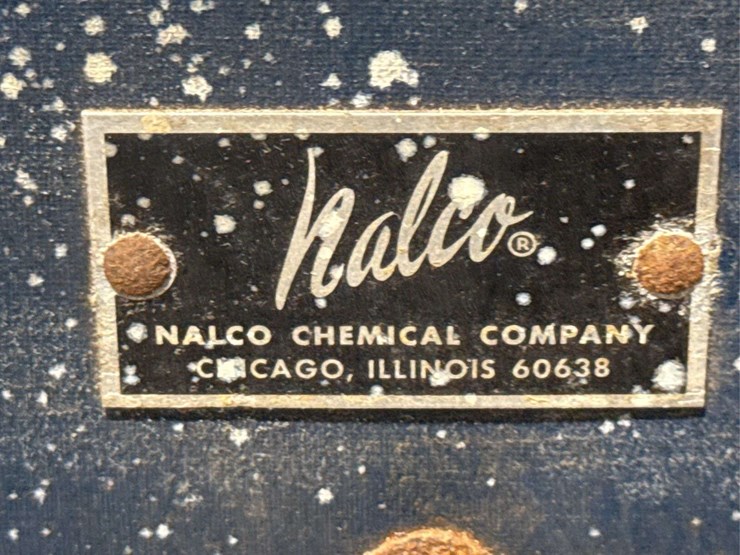 Nalco®
NALCO CHEMICAL COMPANY
CHICAGO, ILLINOIS 60638